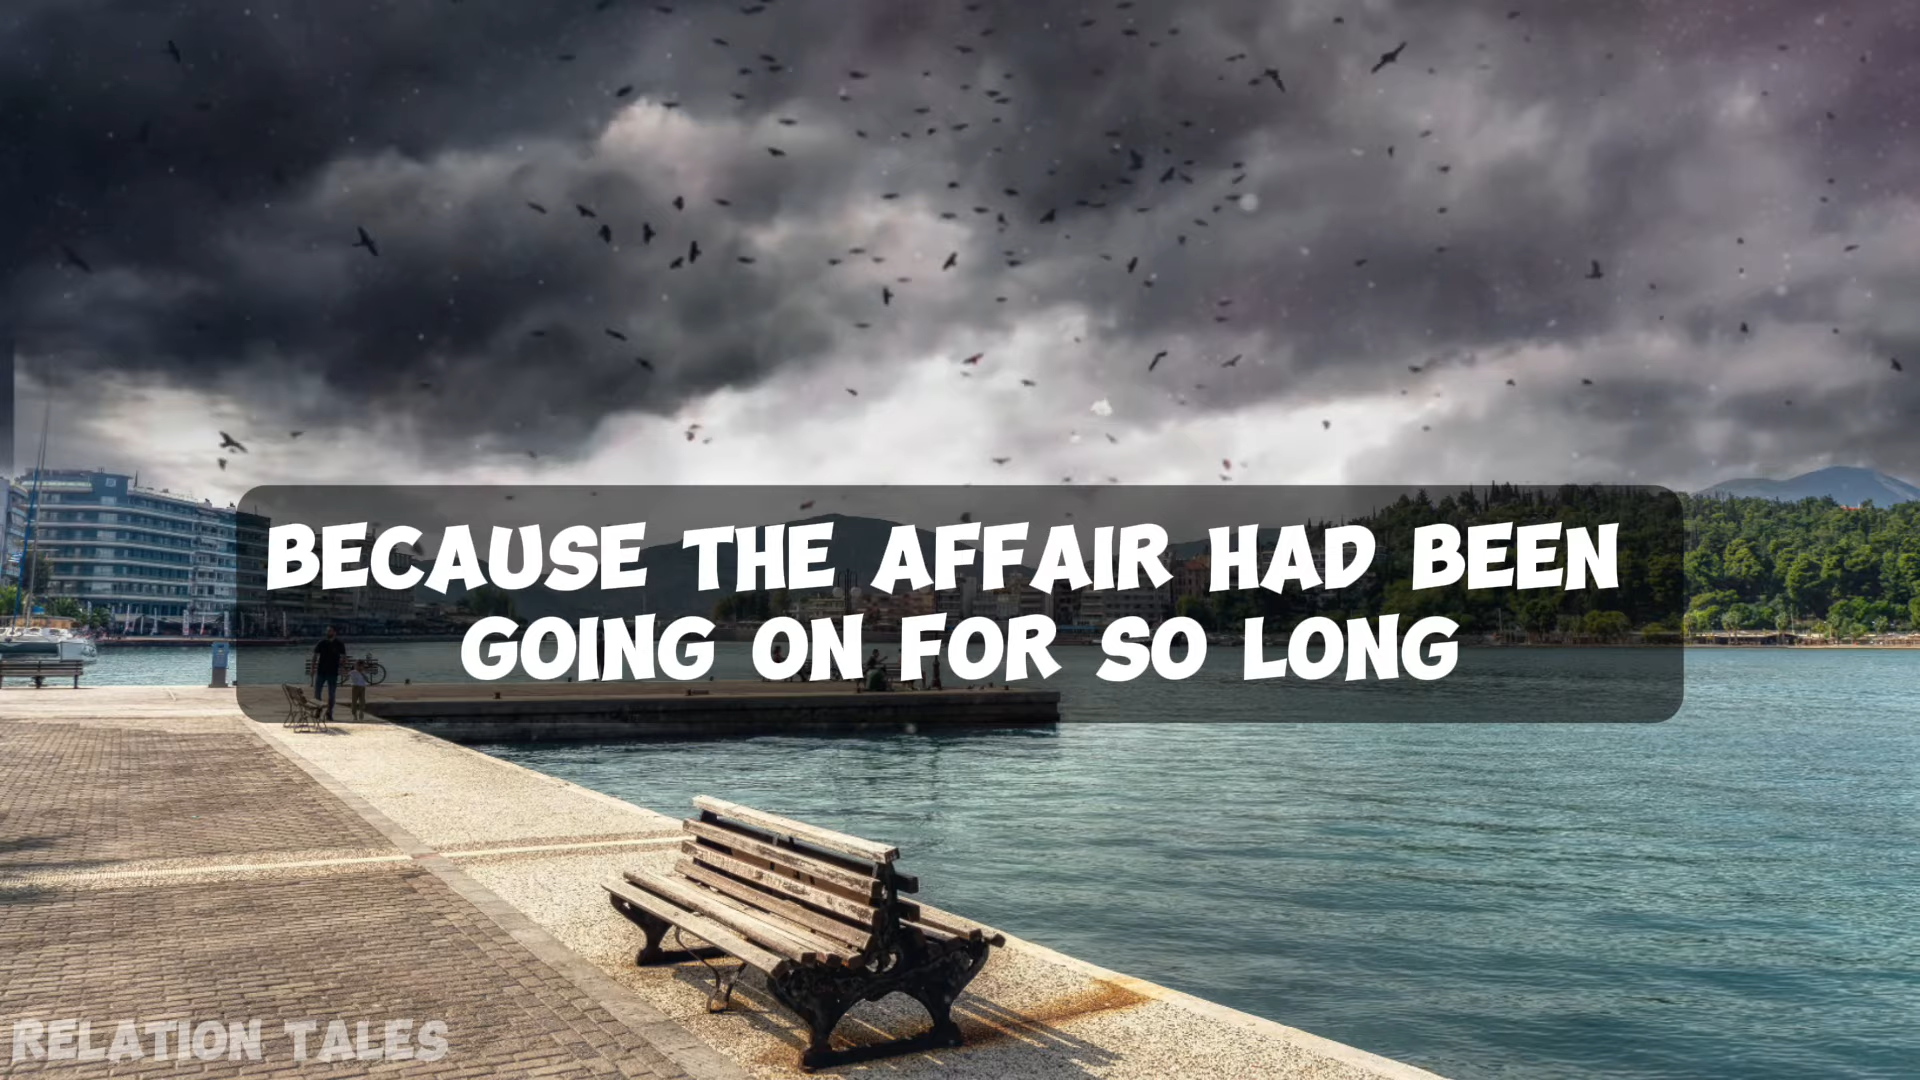 BECAUSE THE AFFAIR HAD BEEN
GOING ON FOR SO LONG
RELATION TALES